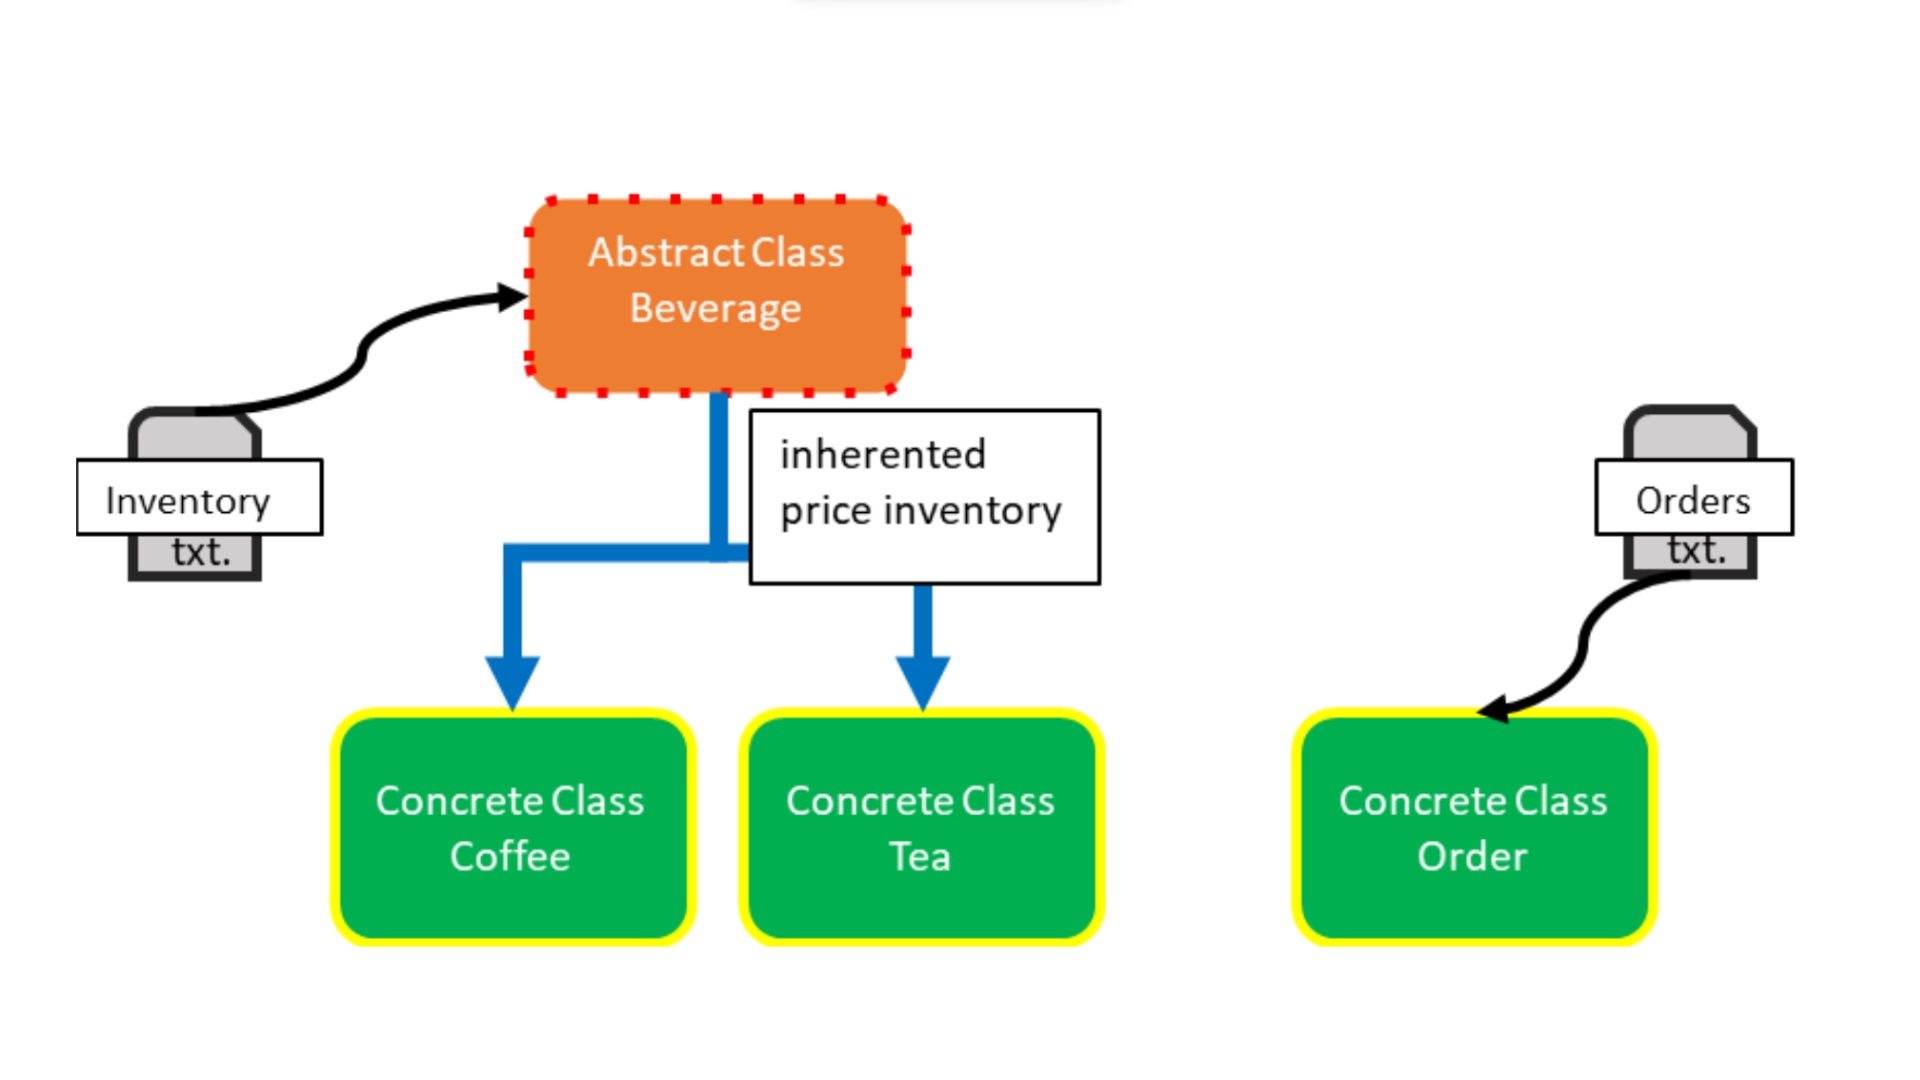 Abstract Class
Beverage
inherented
price inventory
Inventory
txt.
Orders
txt.
Concrete Class
Coffee
Concrete Class
Tea
Concrete Class
Order